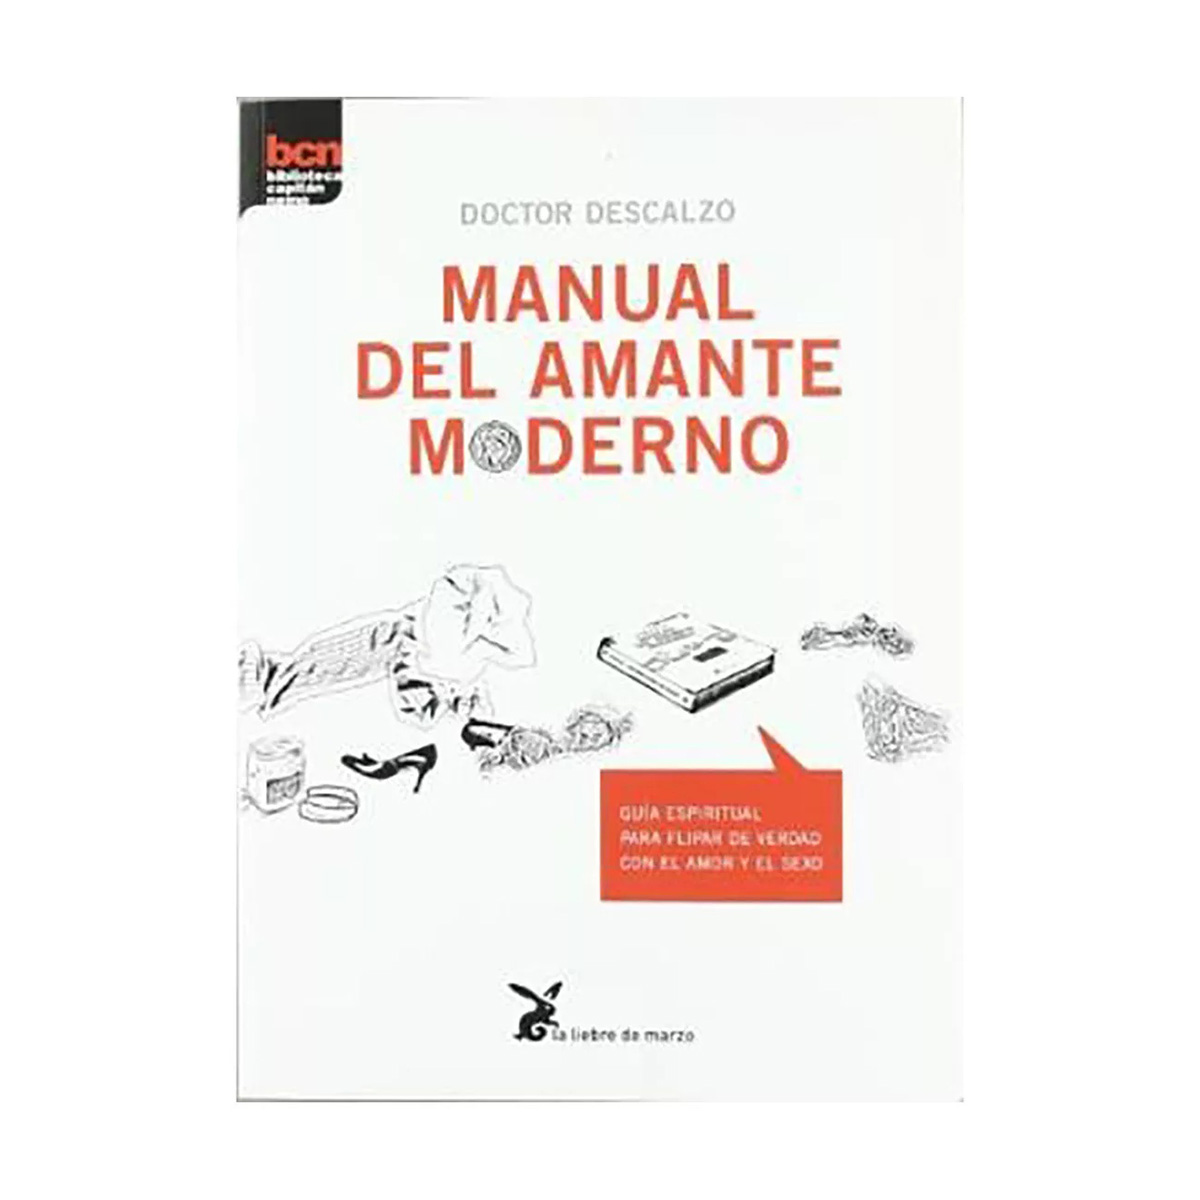 bcn
biblioteca
capitán
DOCTOR DESCALZO
MANUAL
DEL AMANTE
MODERNO
GUÍA ESPIRITUAL
PARA FLIPAR DE VERDAD
CON EL AMOR Y EL SEXO
la liebre de marzo